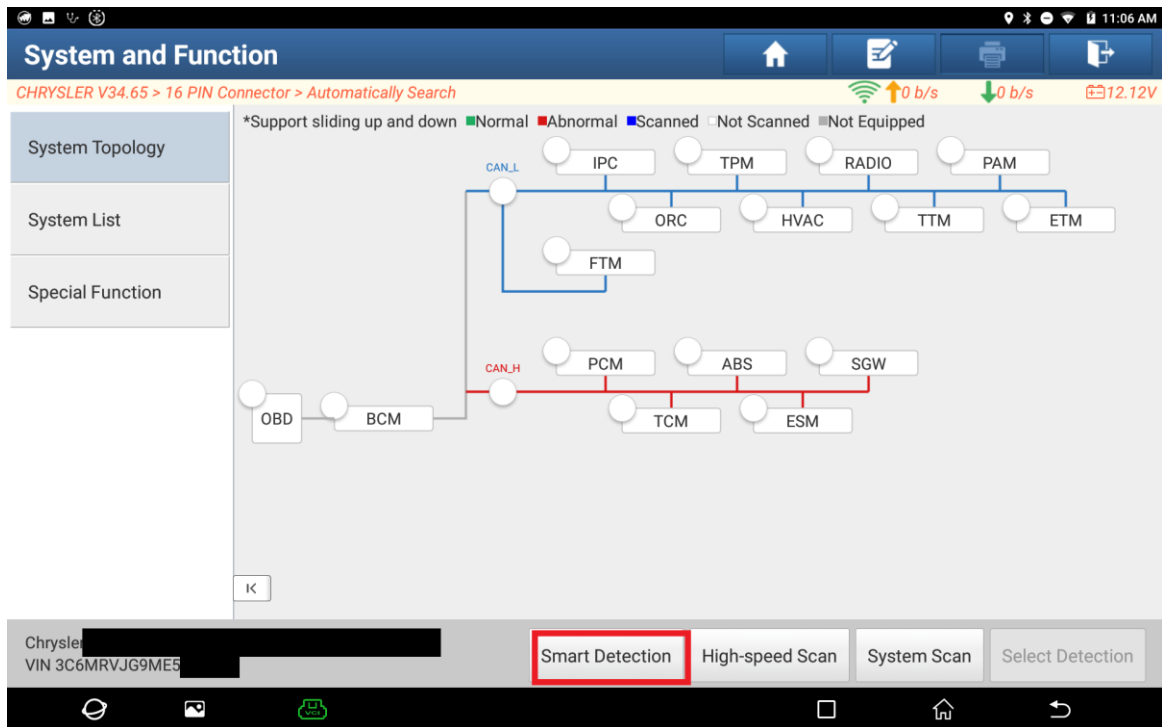 11:06 AM
System and Function
CHRYSLER V34.65 > 16 PIN Connector > Automatically Search
0 b/s
0 b/s
12.12V
System Topology
System List
Special Function
*Support sliding up and down Normal Abnormal Scanned Not Scanned Not Equipped
CAN_L
IPC TPM RADIO PAM
ORC HVAC TTM ETM
FTM
CAN_H
PCM ABS SGW
OBD BCM TCM ESM
Chrysler
VIN 3C6MRVJG9ME5
Smart Detection
High-speed Scan
System Scan
Select Detection
VCI